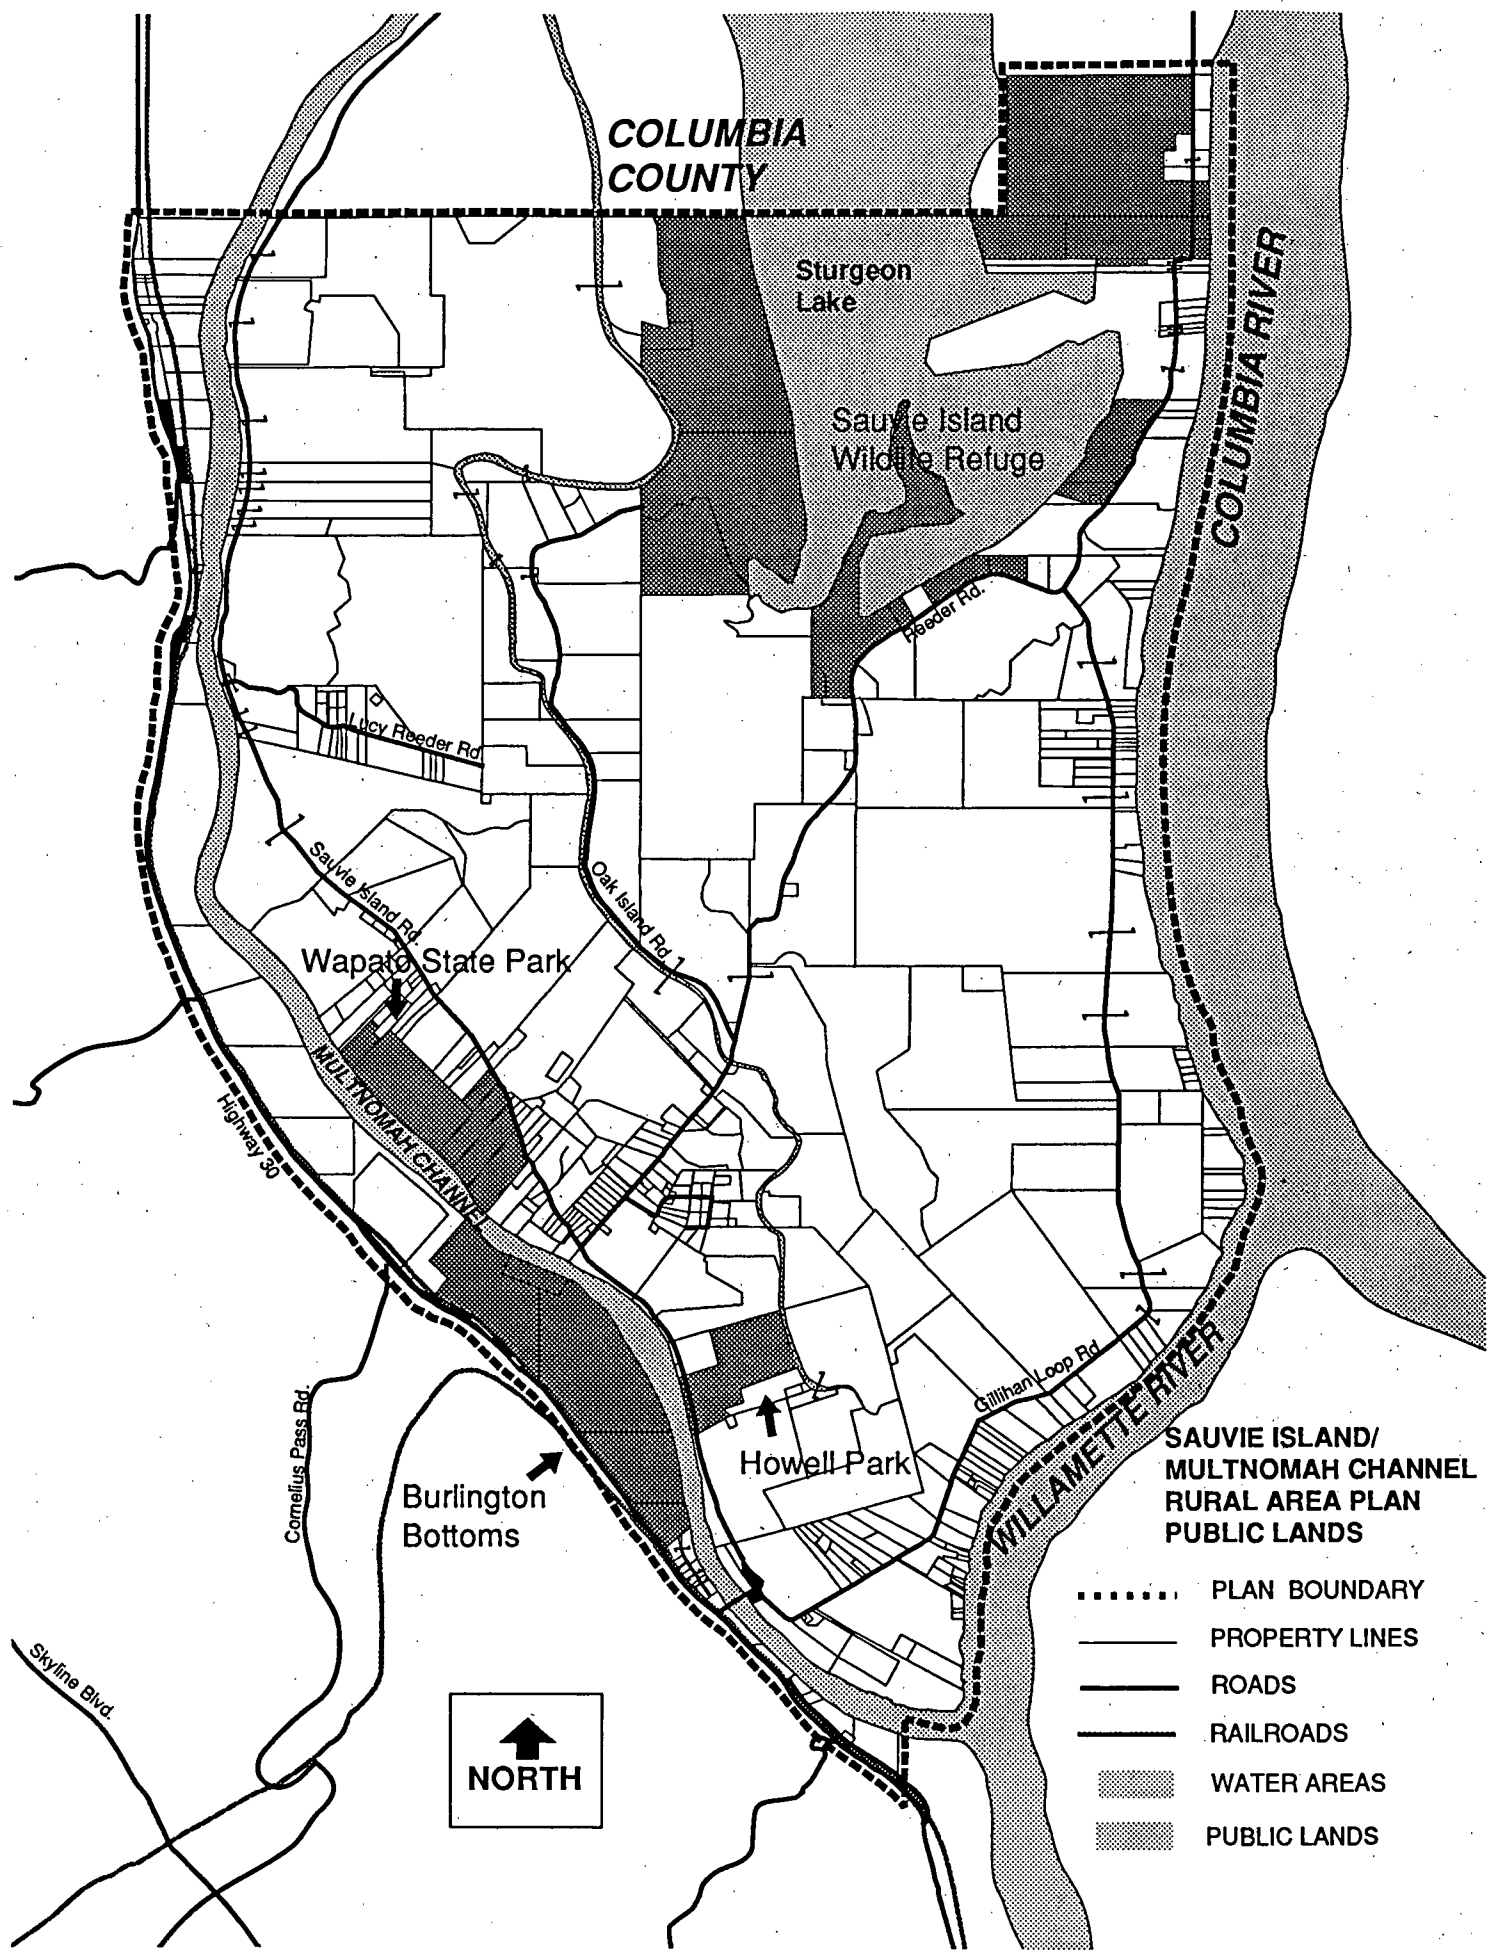 COLUMBIA
COUNTY
Sturgeon
Lake
COLUMBIA RIVER
Sauvie Island
Wildlife Refuge
Reeder Rd.
Lucy Reeder Rd
Sauvie Island Rd.
Oak Island Rd.
Wapato State Park
MULTNOMAH CHANNEL
Highway 30
Gillihan Loop Rd
WILLAMETTE RIVER
Cornelius Pass Rd.
Howell Park
Burlington
Bottoms
Skyline Blvd.
NORTH
SAUVIE ISLAND/
MULTNOMAH CHANNEL
RURAL AREA PLAN
PUBLIC LANDS
PLAN BOUNDARY
PROPERTY LINES
ROADS
RAILROADS
WATER AREAS
PUBLIC LANDS